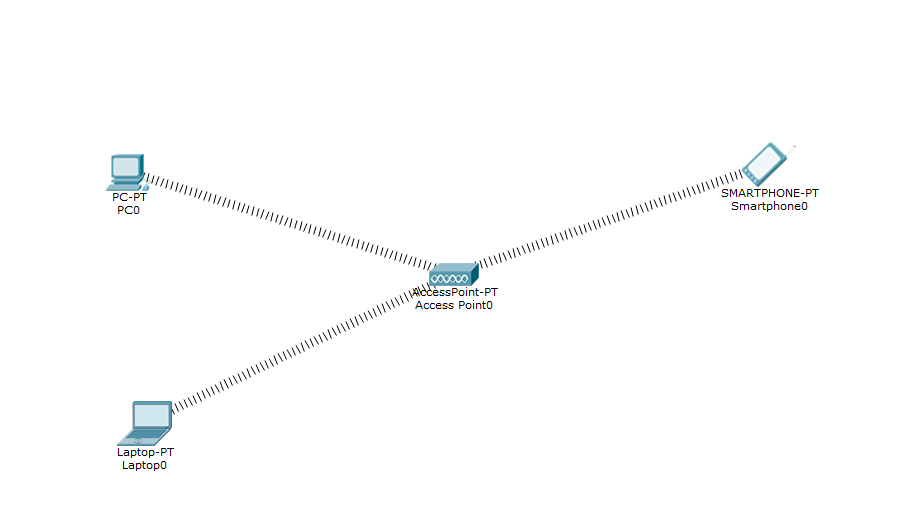 PC-PT
PC0
SMARTPHONE-PT
Smartphone0
AccessPoint-PT
Access Point0
Laptop-PT
Laptop0